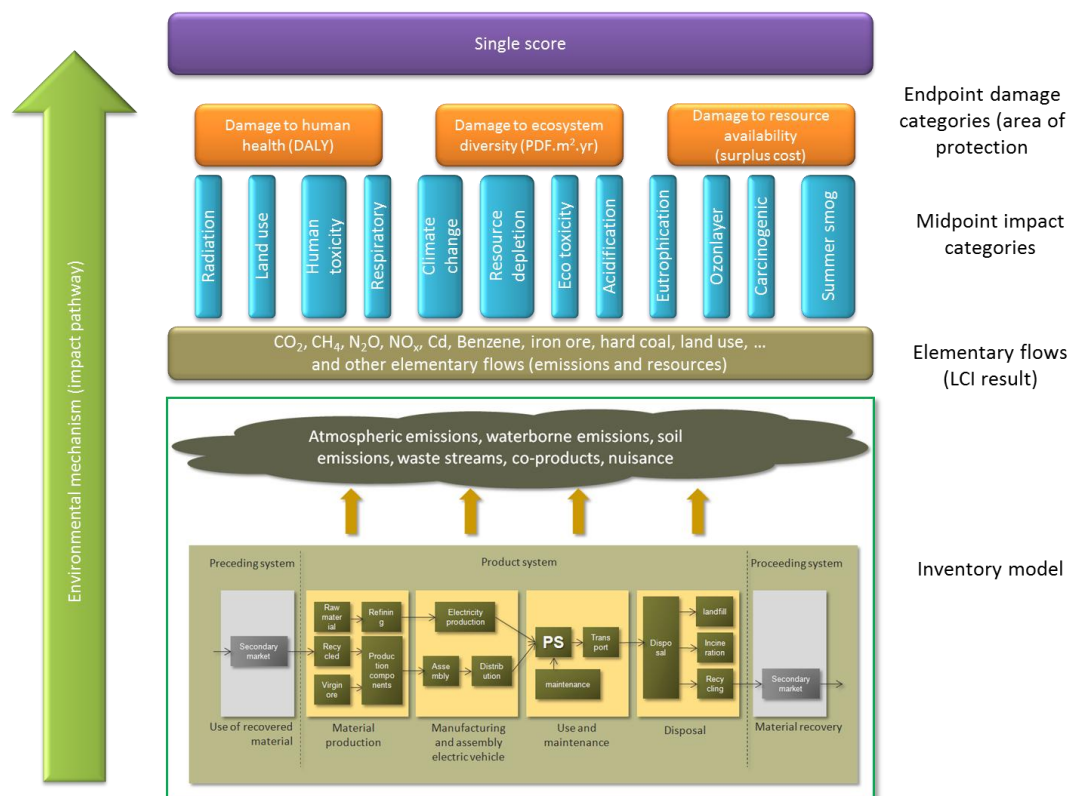 Single score
Endpoint damage
categories (area of
protection
Damage to human
health (DALY)
Damage to ecosystem
diversity (PDF.m².yr)
Damage to resource
availability
(surplus cost)
Radiation
Land use
Human
toxicity
Respiratory
Climate
change
Resource
depletion
Eco toxicity
Acidification
Eutrophication
Ozonlayer
Carcinogenic
Summer smog
Midpoint impact
categories
CO₂, CH₄, N₂O, NOₓ, Cd, Benzene, iron ore, hard coal, land use, ...
and other elementary flows (emissions and resources)
Elementary flows
(LCI result)
Environmental mechanism (impact pathway)
Atmospheric emissions, waterborne emissions, soil
emissions, waste streams, co-products, nuisance
Inventory model
Preceding system
Product system
Proceeding system
Secondary
market
Raw mater
ial
Refinin
g
Recy
cled
Produc
tion
compo
nents
Virgin
ore
Electricity
production
Asse
mbly
Distrib
ution
PS
Trans
port
maintenance
Dispo
sal
landfill
Incine
ration
Recy
cling
Secondary
market
Use of recovered
material
Material
production
Manufacturing
and assembly
electric vehicle
Use and
maintenance
Disposal
Material recovery